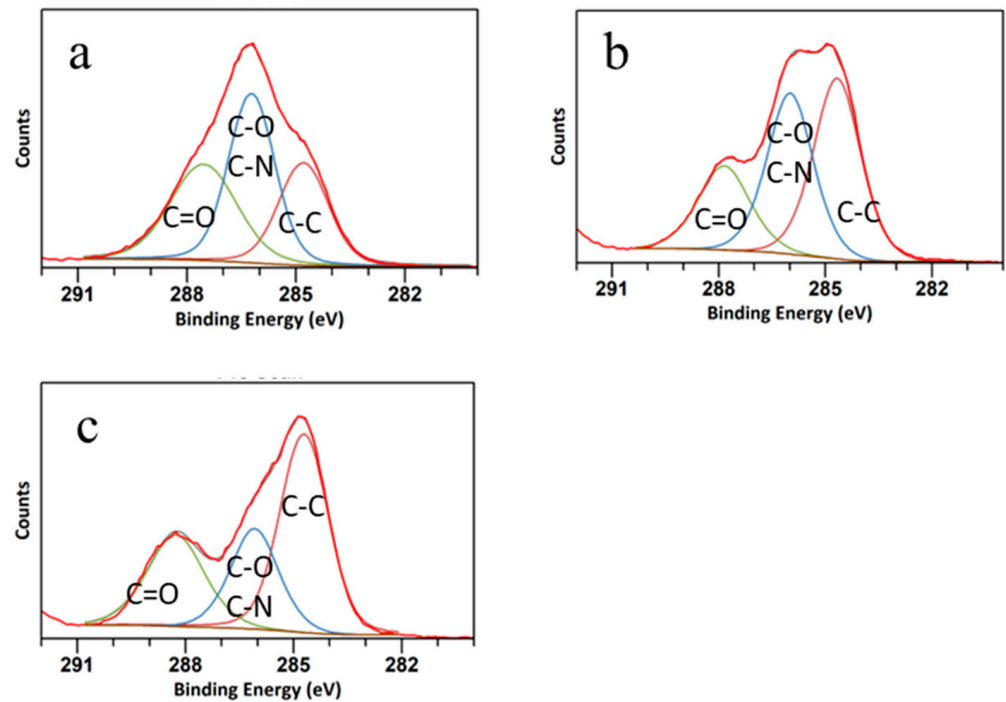 a
C-O
C-N
C=O
C-C
Counts
291 288 285 282
Binding Energy (eV)
b
C-O
C-N
C=O
C-C
Counts
291 288 285 282
Binding Energy (eV)
c
C-C
C-O
C=O
C-N
Counts
291 288 285 282
Binding Energy (eV)